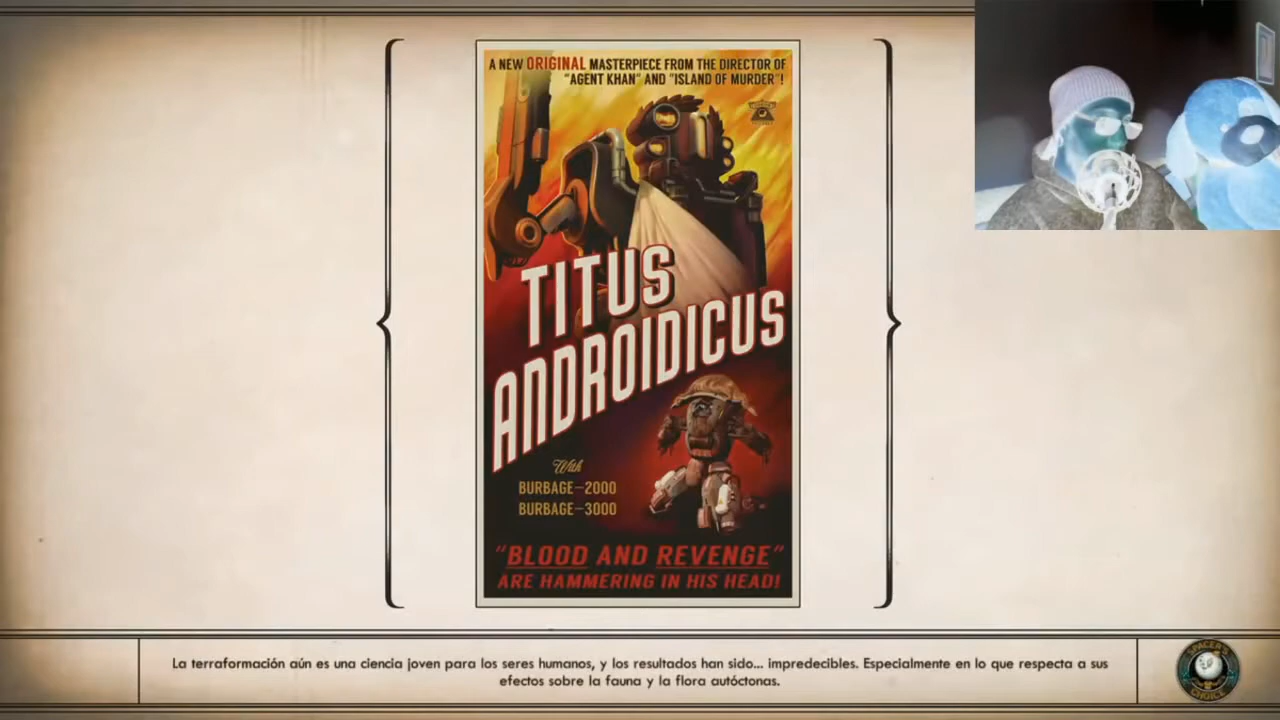 A NEW ORIGINAL MASTERPIECE FROM THE DIRECTOR OF
"AGENT KHAN" AND "ISLAND OF MURDER"!
TITUS
ANDROIDICUS
With
BURBAGE-2000
BURBAGE-3000
"BLOOD AND REVENGE"
ARE HAMMERING IN HIS HEAD!
La terraformación aún es una ciencia joven para los seres humanos, y los resultados han sido... impredecibles. Especialmente en lo que respecta a sus
efectos sobre la fauna y la flora autóctonas.
SPACER'S
CHOICE